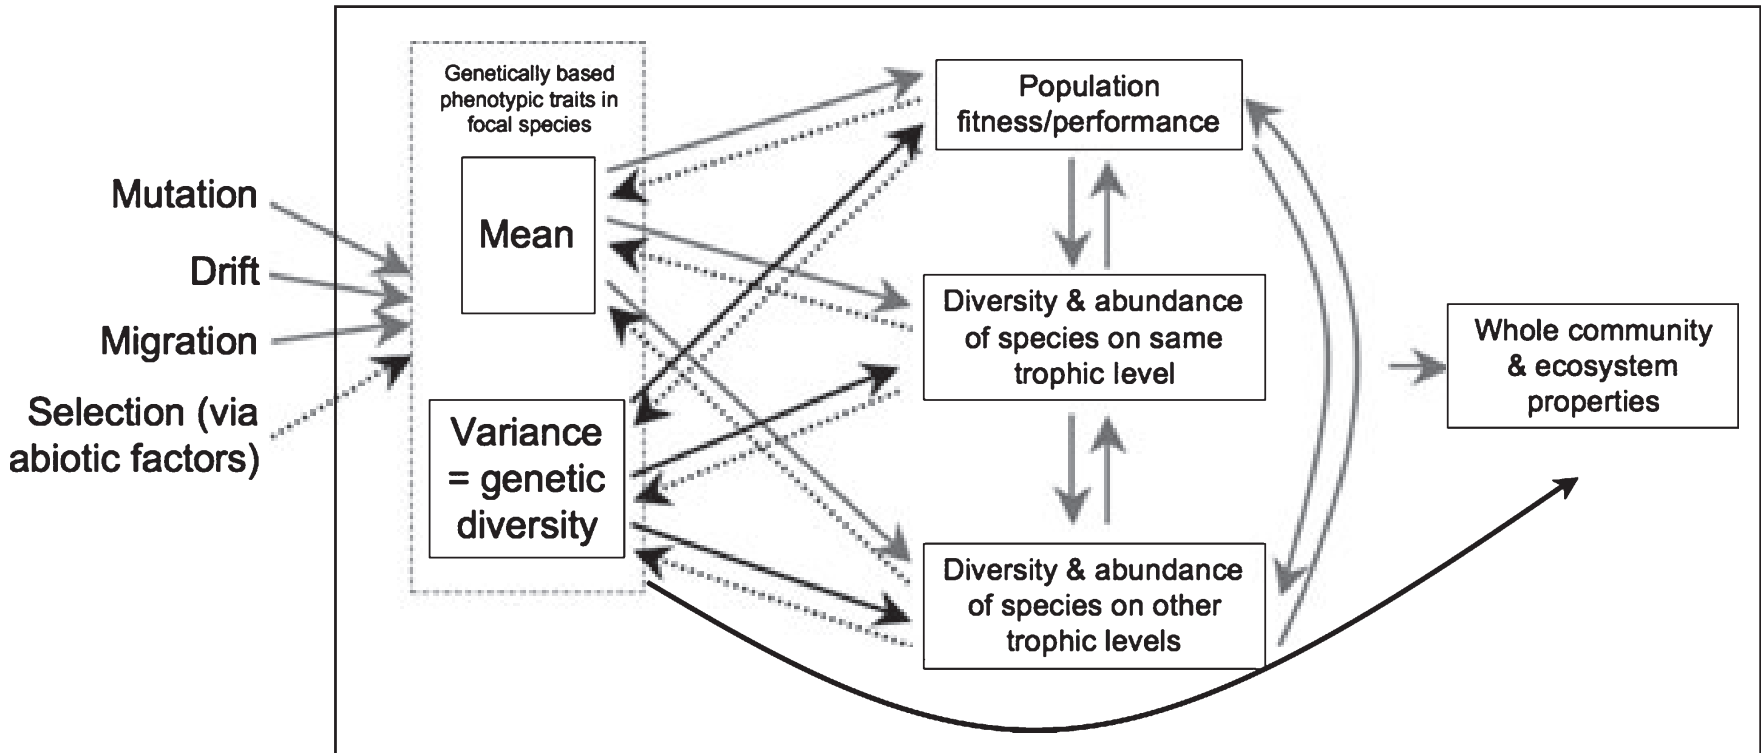 Genetically based
phenotypic traits in
focal species
Mean
Variance
= genetic
diversity
Mutation
Drift
Migration
Selection (via
abiotic factors)
Population
fitness/performance
Diversity & abundance
of species on same
trophic level
Diversity & abundance
of species on other
trophic levels
Whole community
& ecosystem
properties